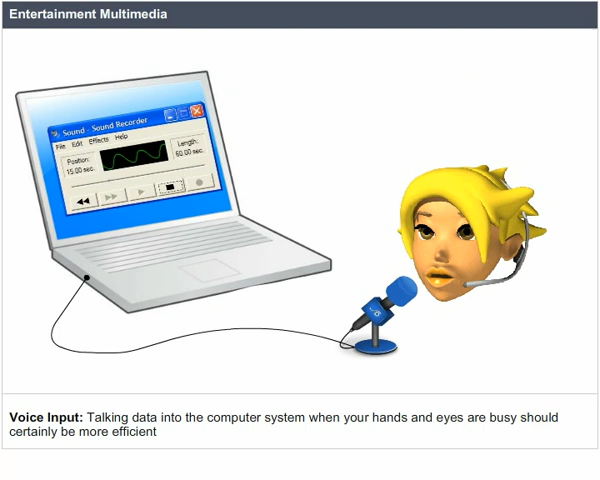 Entertainment Multimedia
Sound - Sound Recorder
File Edit Effects Help
Position:
15.00 sec.
Length:
60.00 sec.
Voice Input: Talking data into the computer system when your hands and eyes are busy should
certainly be more efficient